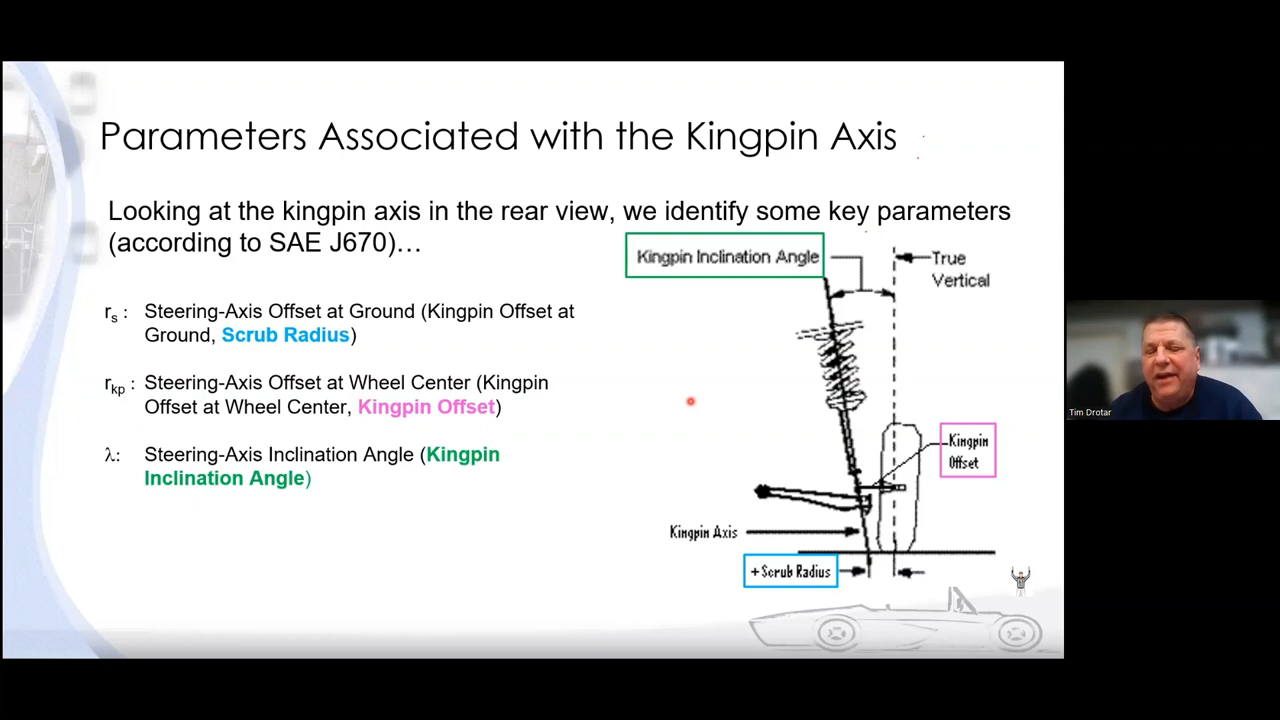 Parameters Associated with the Kingpin Axis
Looking at the kingpin axis in the rear view, we identify some key parameters
(according to SAE J670)…
rs : Steering-Axis Offset at Ground (Kingpin Offset at
Ground, Scrub Radius)
rkp : Steering-Axis Offset at Wheel Center (Kingpin
Offset at Wheel Center, Kingpin Offset)
λ: Steering-Axis Inclination Angle (Kingpin
Inclination Angle)
Kingpin Inclination Angle
True
Vertical
Kingpin
Offset
Kingpin Axis
+Scrub Radius
Tim Drotar